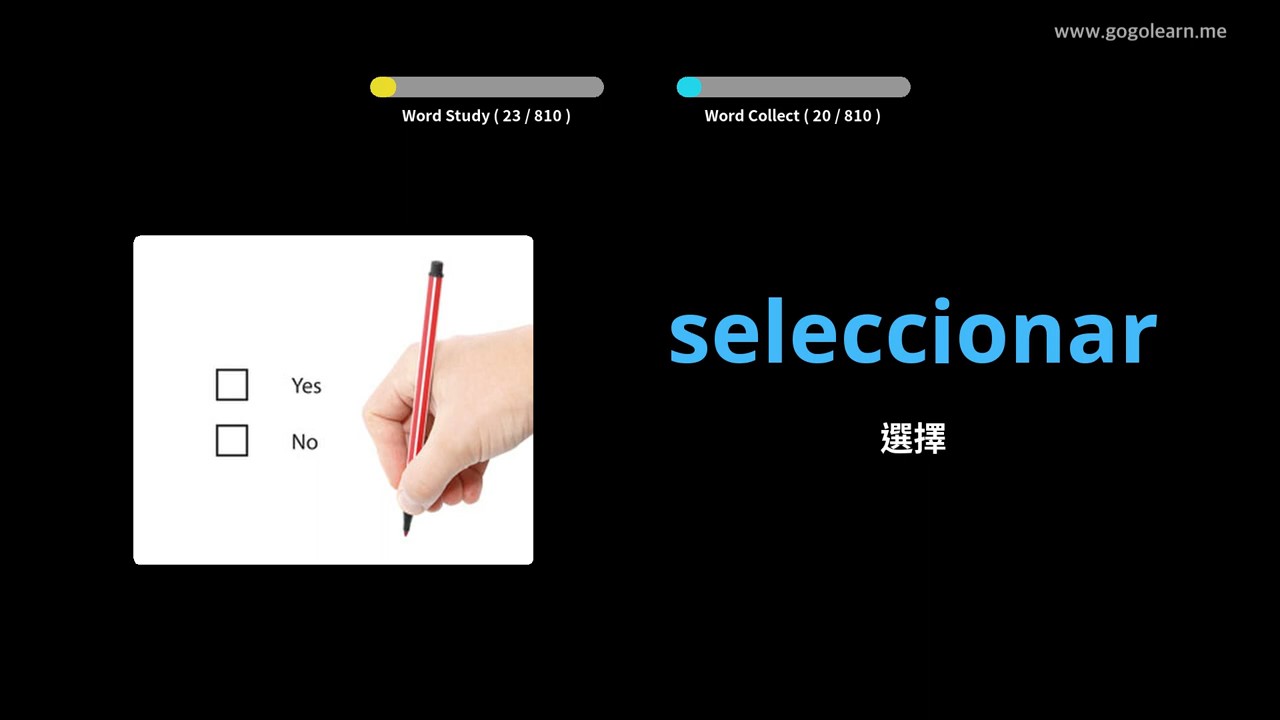 www.gogolearn.me
Word Study ( 23 / 810 )
Word Collect ( 20 / 810 )
Yes
No
seleccionar
選擇